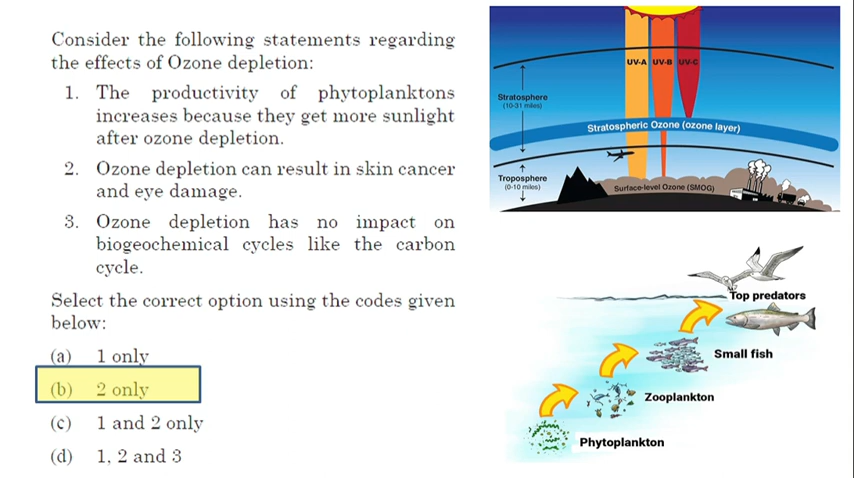 Consider the following statements regarding
the effects of Ozone depletion:
1. The productivity of phytoplanktons
increases because they get more sunlight
after ozone depletion.
2. Ozone depletion can result in skin cancer
and eye damage.
3. Ozone depletion has no impact on
biogeochemical cycles like the carbon
cycle.
Select the correct option using the codes given
below:
(a) 1 only
(b) 2 only
(c) 1 and 2 only
(d) 1, 2 and 3
UV-A UV-B UV-C
Stratosphere
(10-31 miles)
Stratospheric Ozone (ozone layer)
Troposphere
(0-10 miles)
Surface-level Ozone (SMOG)
Top predators
Small fish
Zooplankton
Phytoplankton